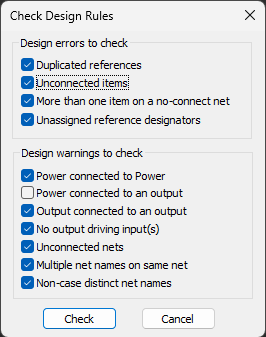 Check Design Rules
Design errors to check
Duplicated references
Unconnected items
More than one item on a no-connect net
Unassigned reference designators
Design warnings to check
Power connected to Power
Power connected to an output
Output connected to an output
No output driving input(s)
Unconnected nets
Multiple net names on same net
Non-case distinct net names
Check Cancel